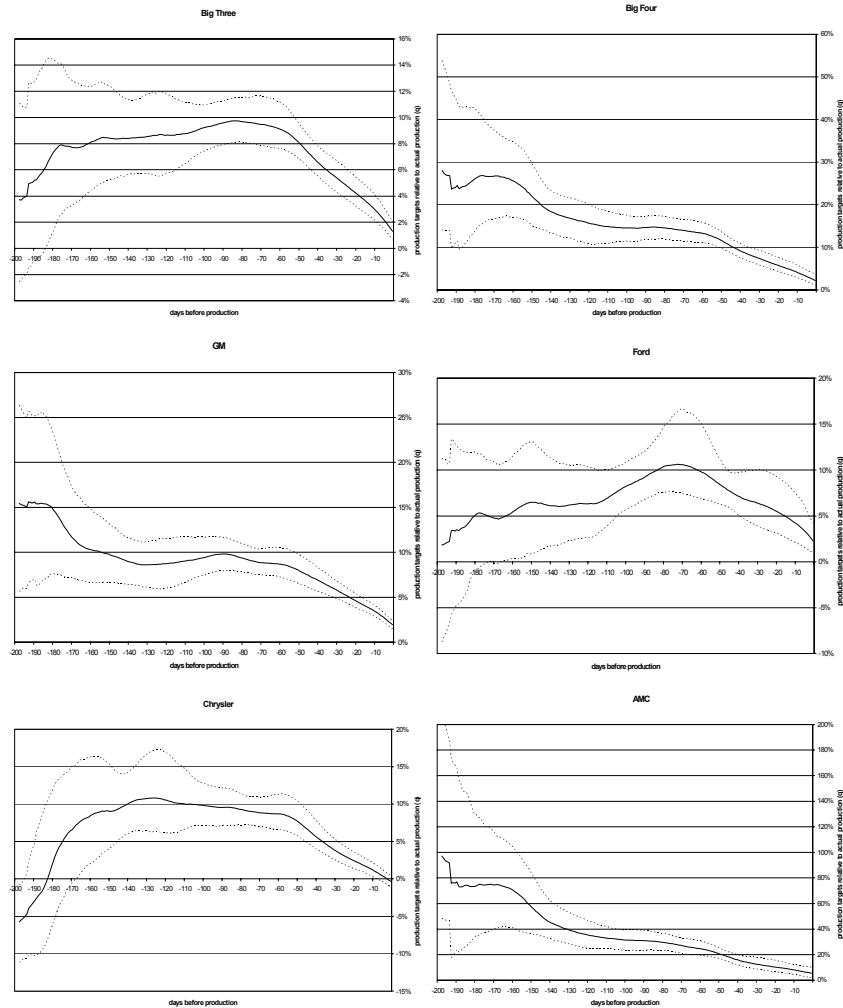 Big Three
16%
14%
12%
10%
8%
6%
4%
2%
0%
-2%
-4%
-200 -190 -180 -170 -160 -150 -140 -130 -120 -110 -100 -90 -80 -70 -60 -50 -40 -30 -20 -10
days before production
production targets relative to actual production (q)
Big Four
60%
50%
40%
30%
20%
10%
0%
-200 -190 -180 -170 -160 -150 -140 -130 -120 -110 -100 -90 -80 -70 -60 -50 -40 -30 -20 -10
days before production
production targets relative to actual production (q)
GM
30%
25%
20%
15%
10%
5%
0%
-200 -190 -180 -170 -160 -150 -140 -130 -120 -110 -100 -90 -80 -70 -60 -50 -40 -30 -20 -10
days before production
production targets relative to actual production (q)
Ford
20%
15%
10%
5%
0%
-5%
-10%
-200 -190 -180 -170 -160 -150 -140 -130 -120 -110 -100 -90 -80 -70 -60 -50 -40 -30 -20 -10
days before production
production targets relative to actual production (q)
Chrysler
20%
15%
10%
5%
0%
-5%
-10%
-15%
-200 -190 -180 -170 -160 -150 -140 -130 -120 -110 -100 -90 -80 -70 -60 -50 -40 -30 -20 -10
days before production
production targets relative to actual production (q)
AMC
200%
180%
160%
140%
120%
100%
80%
60%
40%
20%
0%
-200 -190 -180 -170 -160 -150 -140 -130 -120 -110 -100 -90 -80 -70 -60 -50 -40 -30 -20 -10
days before production
production targets relative to actual production (q)